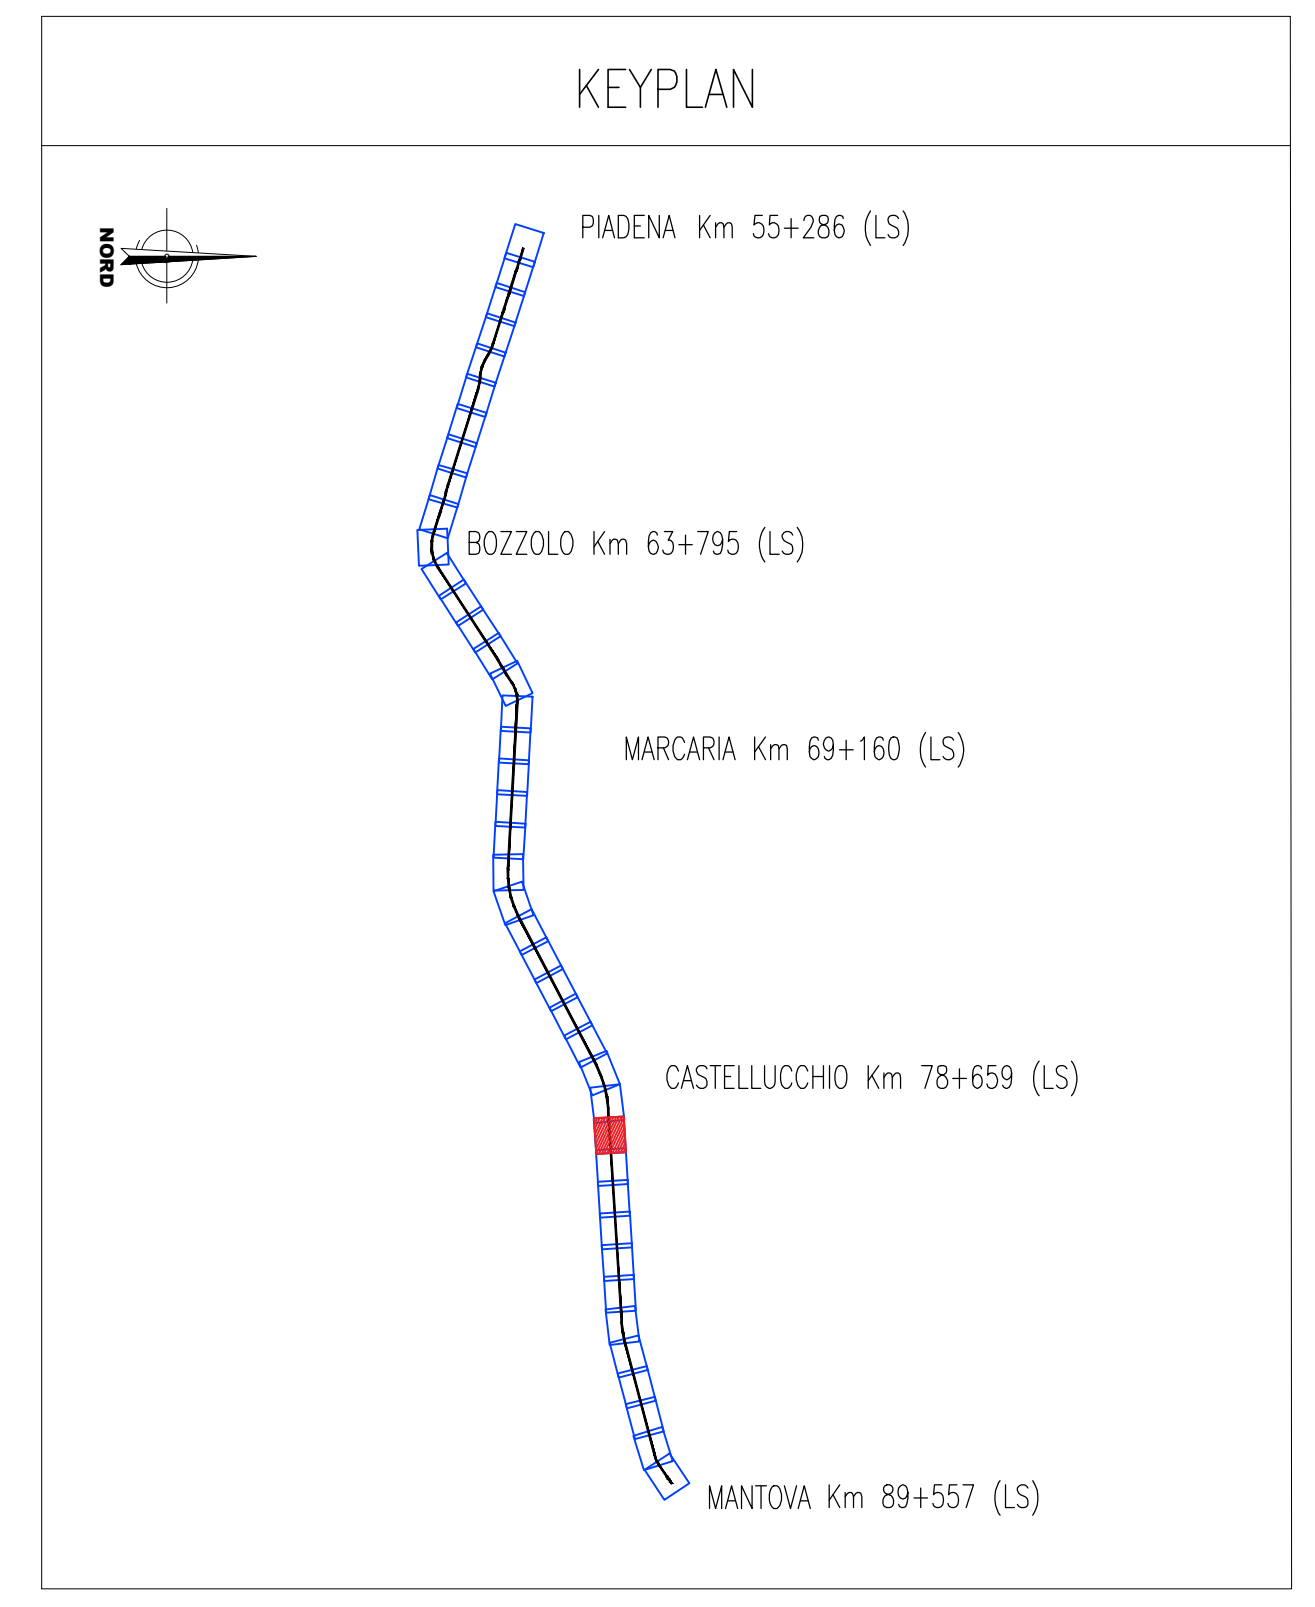 KEYPLAN
NORD
PIADENA Km 55+286 (LS)
BOZZOLO Km 63+795 (LS)
MARCARIA Km 69+160 (LS)
CASTELLUCCHIO Km 78+659 (LS)
MANTOVA Km 89+557 (LS)